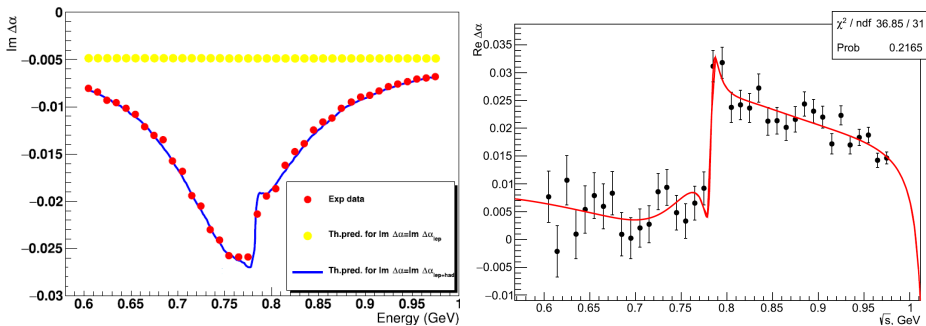 Im Δα
0
−0.005
−0.01
−0.015
−0.02
−0.025
−0.03
Exp data
Th.pred. for Im Δα=Im Δα lep
Th.pred. for Im Δα=Im Δα lep+had
0.6 0.65 0.7 0.75 0.8 0.85 0.9 0.95 1
Energy (GeV)
Re Δα
χ² / ndf 36.85 / 31
Prob 0.2165
0.035
0.03
0.025
0.02
0.015
0.01
0.005
0
−0.005
−0.01
0.6 0.65 0.7 0.75 0.8 0.85 0.9 0.95 1
√s, GeV